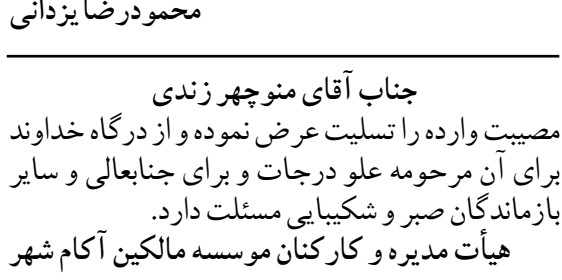 محمودرضا یزدانی
جناب آقای منوچهر زندی
مصیبت وارده را تسلیت عرض نموده و از درگاه خداوند
برای آن مرحومه علو درجات و برای جنابعالی و سایر
بازماندگان صبر و شکیبایی مسئلت دارد.
هیأت مدیره و کارکنان موسسه مالکین آکام شهر